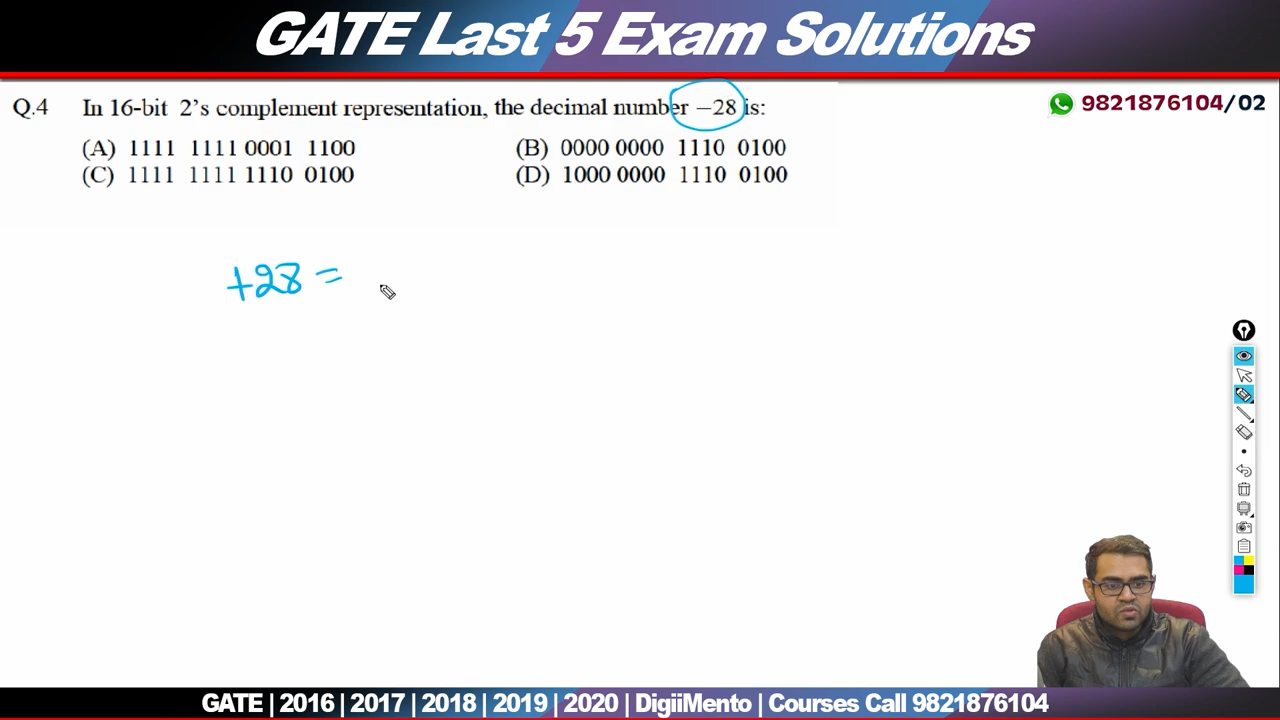 GATE Last 5 Exam Solutions
Q.4 In 16-bit 2's complement representation, the decimal number −28 is:
9821876104/02
(A) 1111 1111 0001 1100 (B) 0000 0000 1110 0100
(C) 1111 1111 1110 0100 (D) 1000 0000 1110 0100
+28 =
GATE | 2016 | 2017 | 2018 | 2019 | 2020 | DigiiMento | Courses Call 9821876104